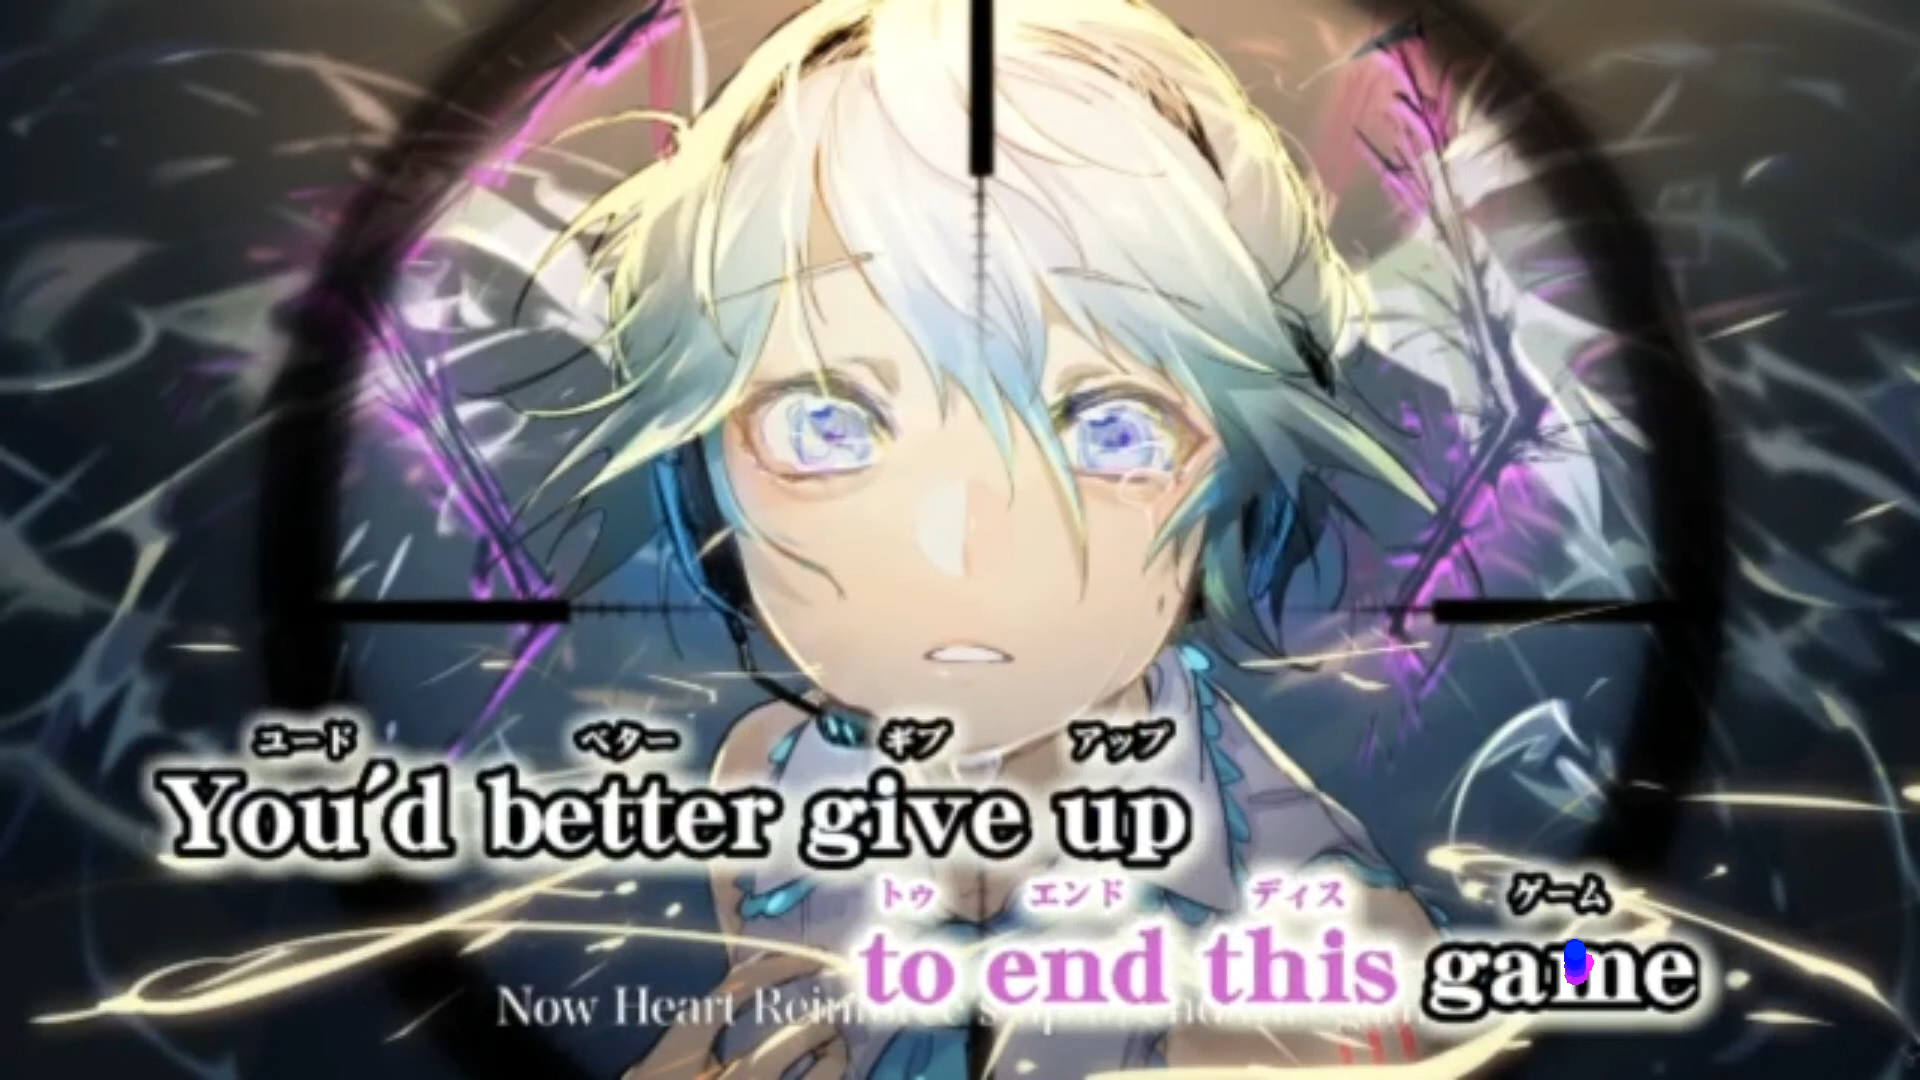 ユード ベター ギブ アップ
You'd better give up
トゥ エンド ディス ゲーム
to end this game
Now Heart